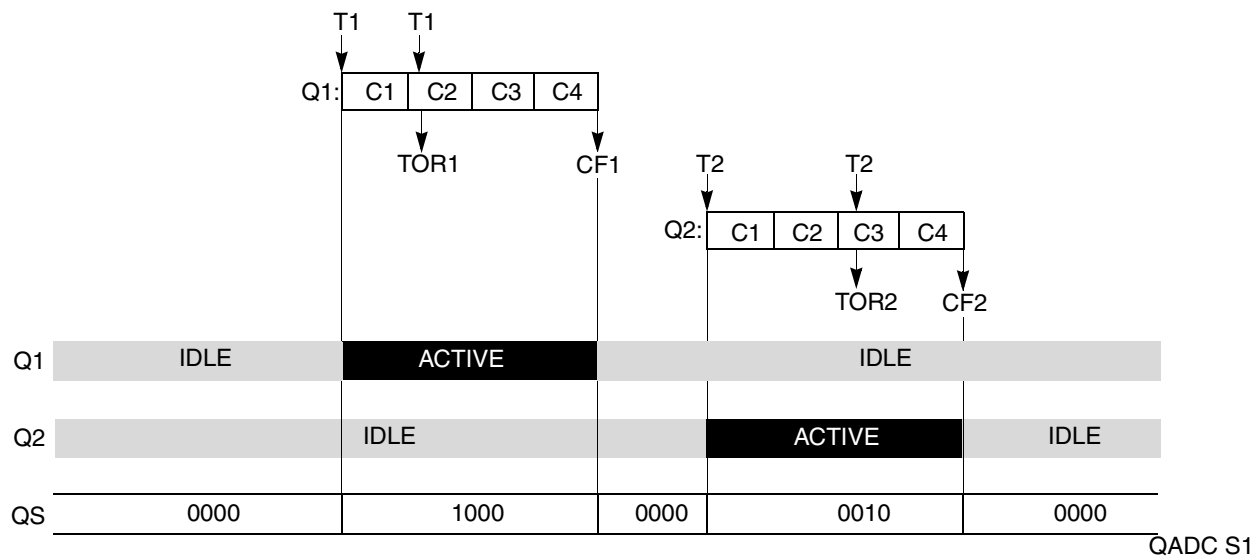 T1 T1
Q1: C1 C2 C3 C4
TOR1 CF1 T2 T2
Q2: C1 C2 C3 C4
TOR2 CF2
Q1 IDLE ACTIVE IDLE
Q2 IDLE ACTIVE IDLE
QS 0000 1000 0000 0010 0000
QADC S1